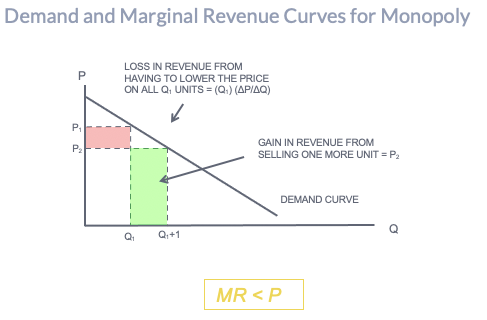 Demand and Marginal Revenue Curves for Monopoly
LOSS IN REVENUE FROM
HAVING TO LOWER THE PRICE
ON ALL Q₁ UNITS = (Q₁) (ΔP/ΔQ)
P
P₁
P₂
GAIN IN REVENUE FROM
SELLING ONE MORE UNIT = P₂
DEMAND CURVE
Q
Q₁
Q₁+1
MR < P